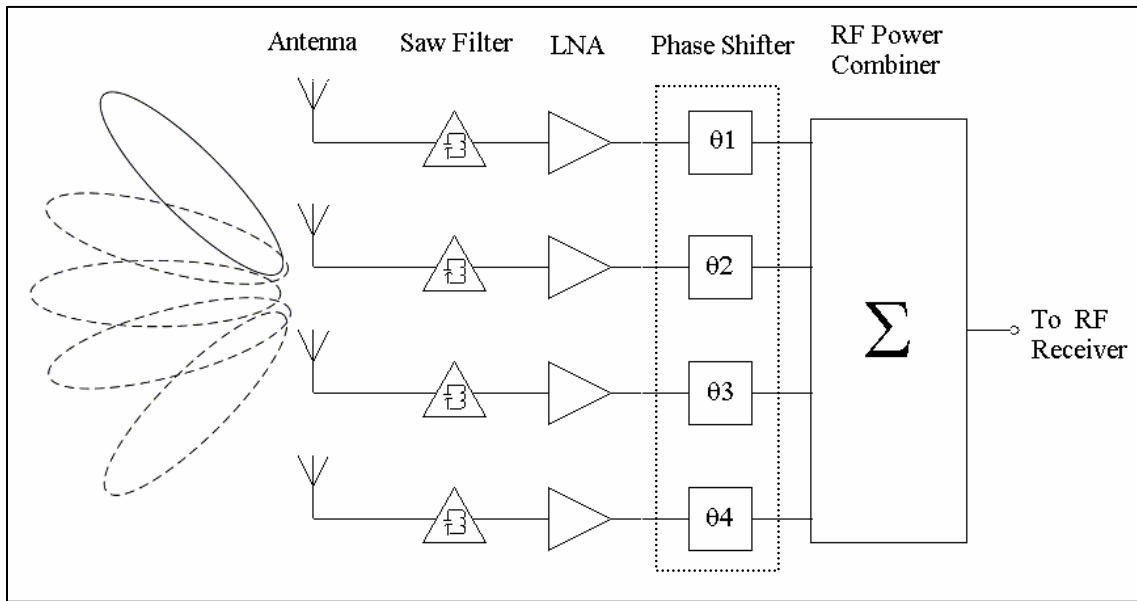 Antenna
Saw Filter
LNA
Phase Shifter
RF Power
Combiner
θ1
θ2
θ3
θ4
Σ
To RF
Receiver